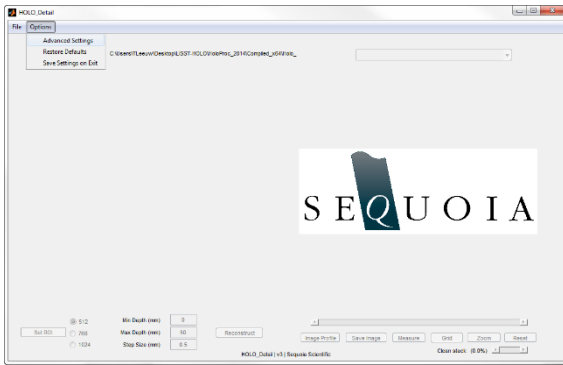 HOLO_Detail
File Options
Advanced Settings
Restore Defaults
Save Settings on Exit
C:\Users\TLeeuw\Desktop\LISST-HOLO\HoloProc_2014\Compiled_x64\holo_
SEQUOIA
512
768
1024
Min Depth (mm) 0
Max Depth (mm) 50
Step Size (mm) 0.5
Reconstruct
Image Profile Save Image Measure Grid Zoom Reset
Clean stack (0.0%)
HOLO_Detail | v3 | Sequoia Scientific